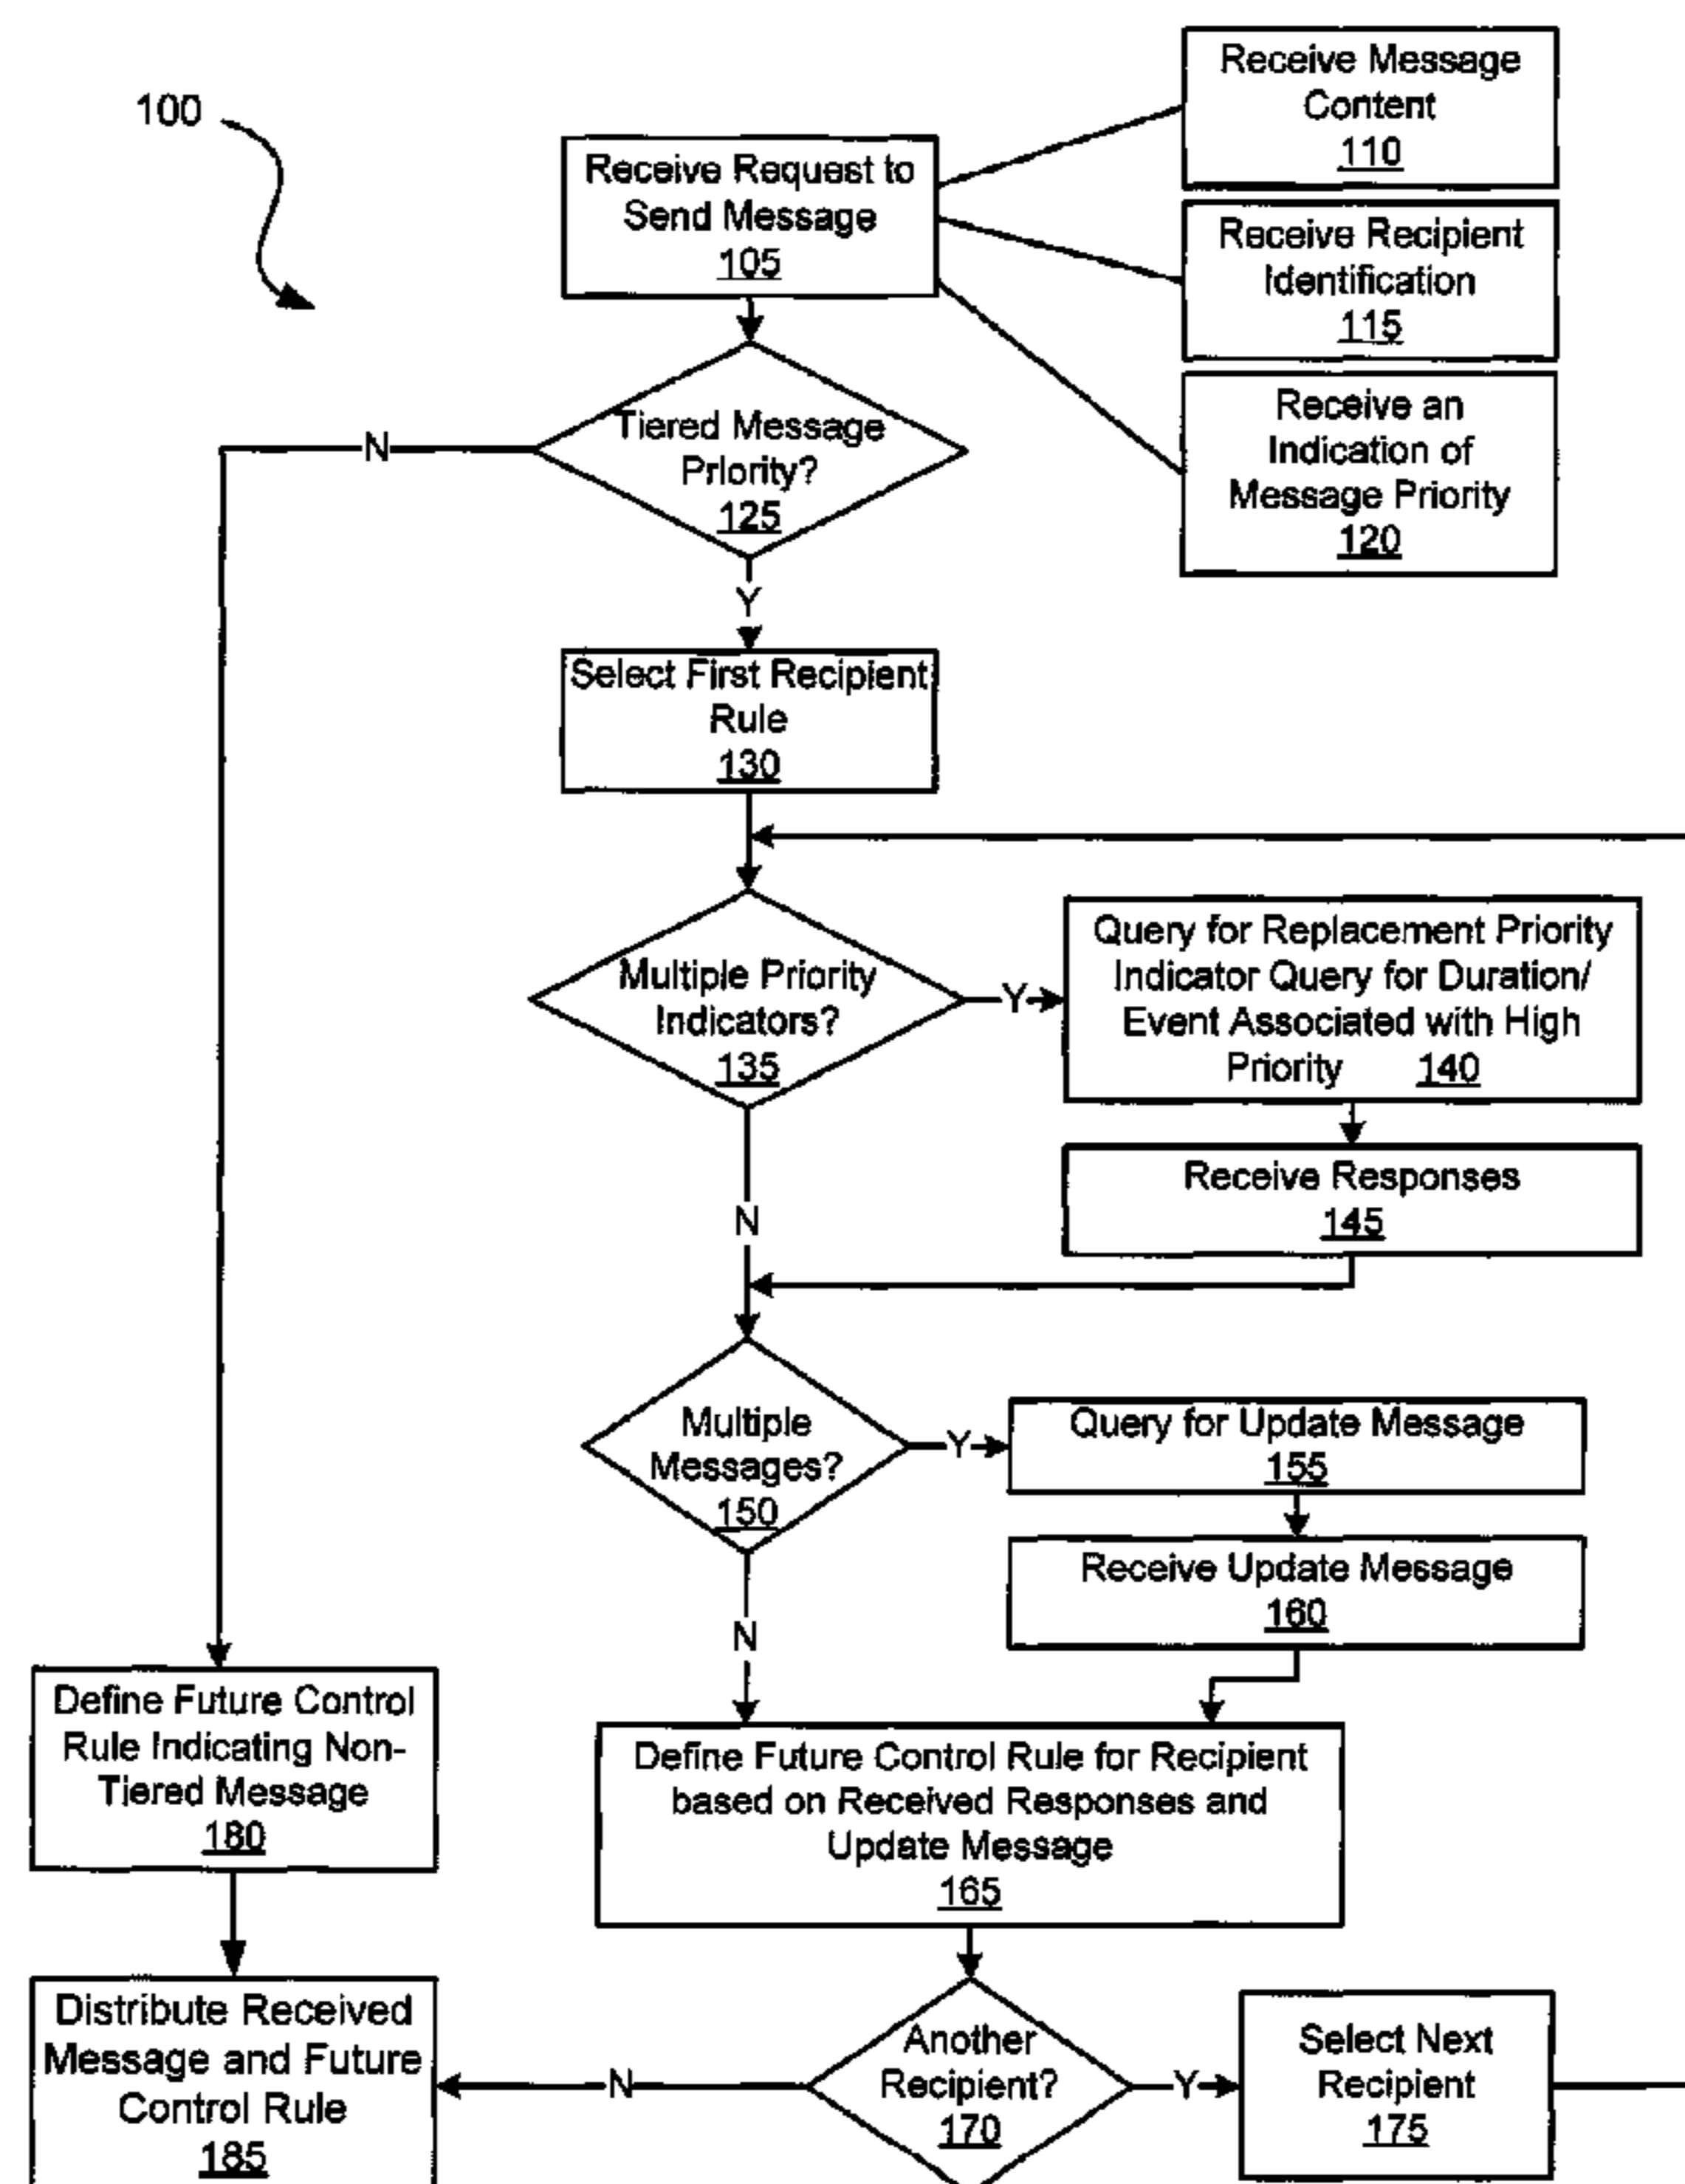 100
Receive Message
Content
110
Receive Request to
Send Message
105
Receive Recipient
Identification
115
Receive an
Indication of
Message Priority
120
Tiered Message
Priority?
125
N
Y
Select First Recipient
Rule
130
Multiple Priority
Indicators?
135
Y
Query for Replacement Priority
Indicator Query for Duration/
Event Associated with High
Priority 140
Receive Responses
145
N
Multiple
Messages?
150
Y
Query for Update Message
155
Receive Update Message
160
N
Define Future Control
Rule Indicating Non-
Tiered Message
180
Define Future Control Rule for Recipient
based on Received Responses and
Update Message
165
Distribute Received
Message and Future
Control Rule
185
N
Another
Recipient?
170
Y
Select Next
Recipient
175